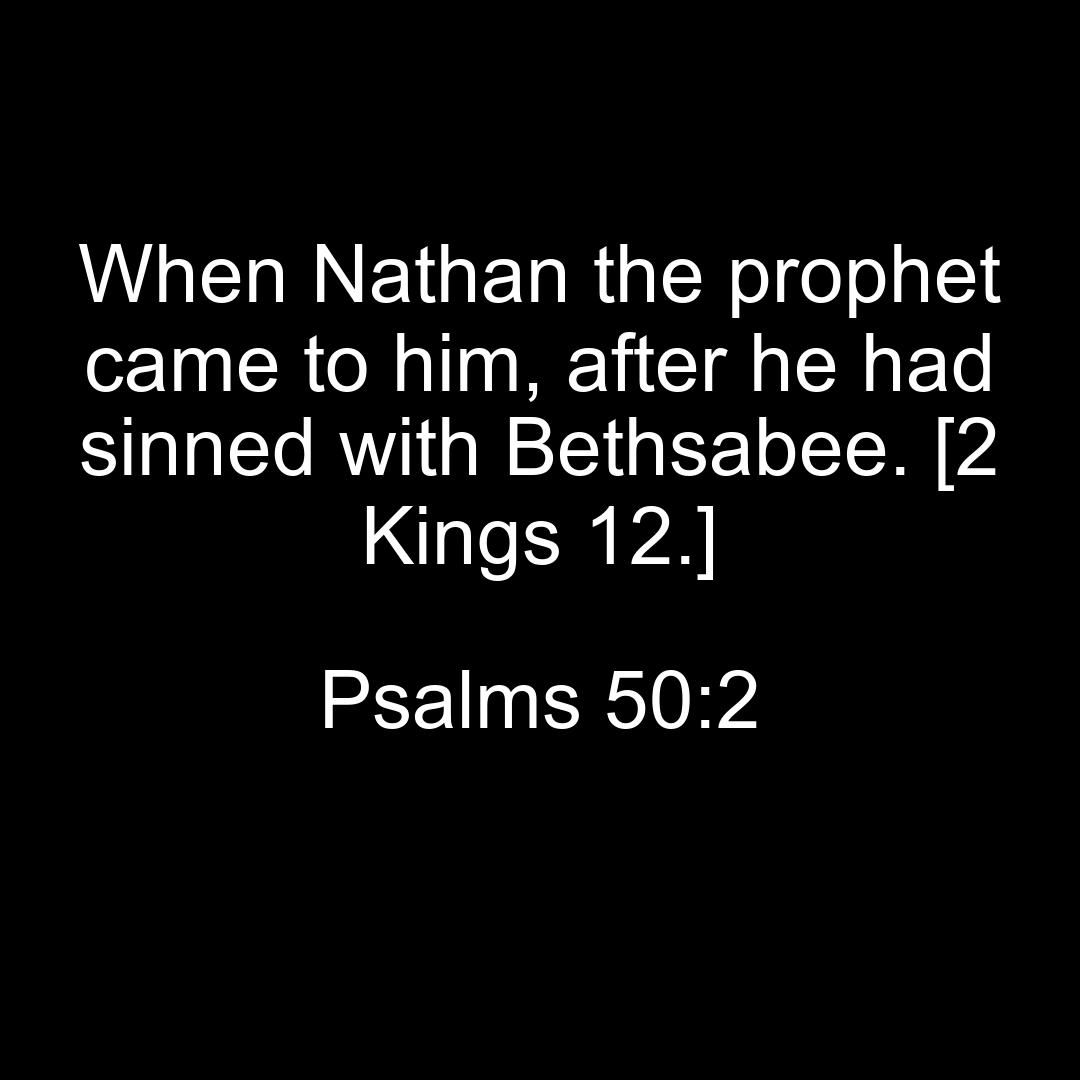 When Nathan the prophet
came to him, after he had
sinned with Bethsabee. [2
Kings 12.]
Psalms 50:2